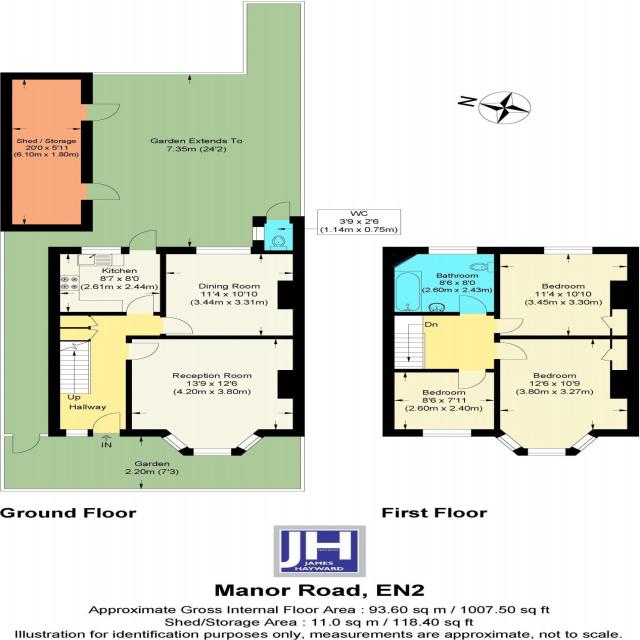 Shed / Storage
20'0 x 5'11
(6.10m x 1.80m)
Garden Extends To
7.35m (24'2)
N
WC
3'9 x 2'6
(1.14m x 0.75m)
Kitchen
8'7 x 8'0
(2.61m x 2.44m)
Dining Room
11'4 x 10'10
(3.44m x 3.31m)
Reception Room
13'9 x 12'6
(4.20m x 3.80m)
Up
Hallway
IN
Garden
2.20m (7'3)
Bathroom
8'6 x 8'0
(2.60m x 2.43m)
Bedroom
11'4 x 10'10
(3.45m x 3.30m)
Dn
Bedroom
12'6 x 10'9
(3.80m x 3.27m)
Bedroom
8'6 x 7'11
(2.60m x 2.40m)
Ground Floor
First Floor
JH
JAMES
HAYWARD
Manor Road, EN2
Approximate Gross Internal Floor Area : 93.60 sq m / 1007.50 sq ft
Shed/Storage Area : 11.0 sq m / 118.40 sq ft
Illustration for identification purposes only, measurements are approximate, not to scale.